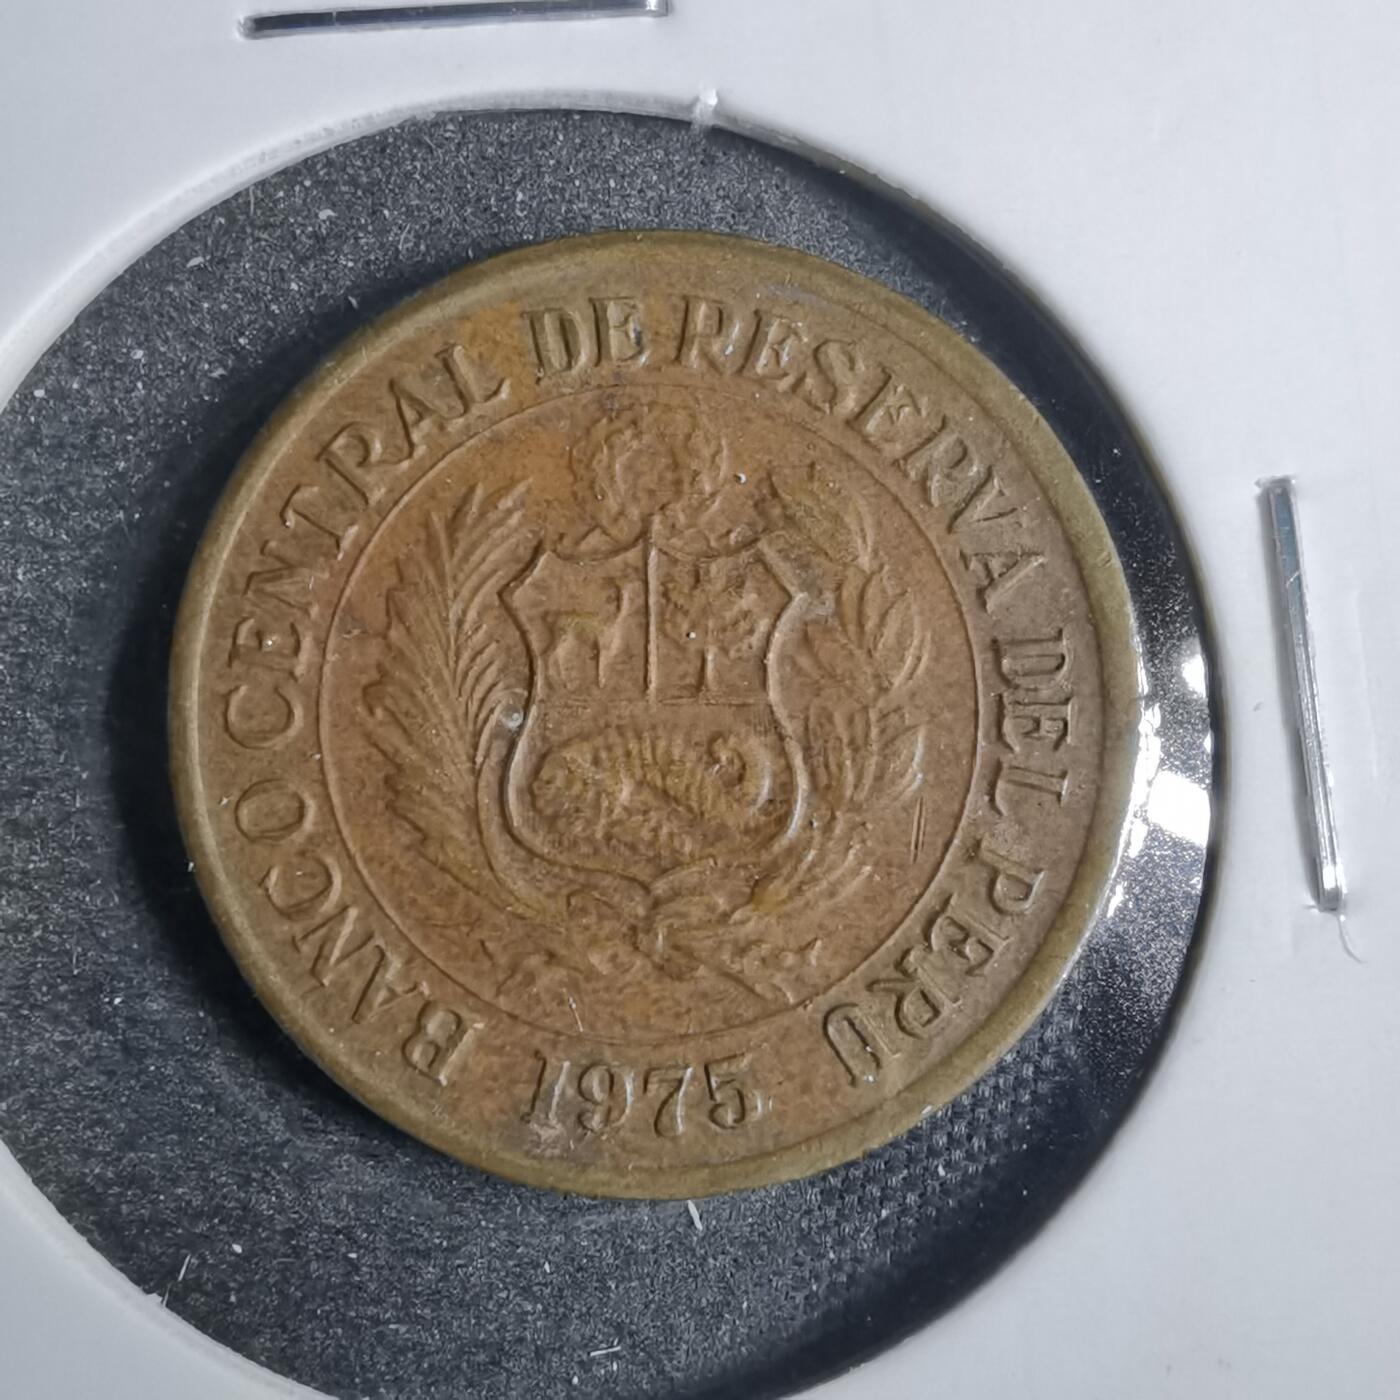 BANCO CENTRAL DE RESERVA DEL PERU
1975